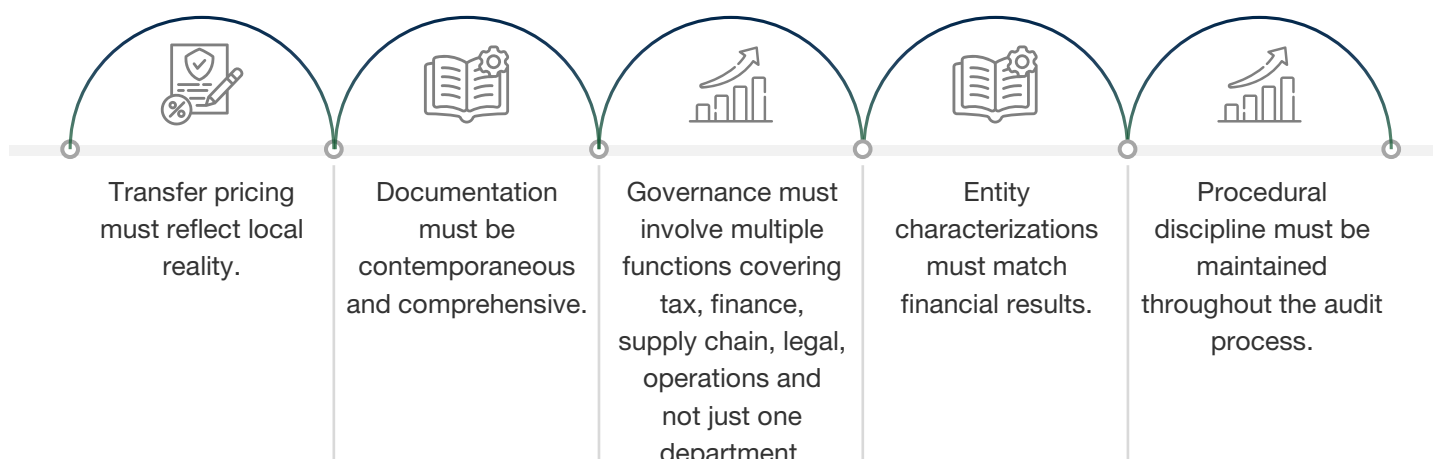 Transfer pricing
must reflect local
reality.
Documentation
must be
contemporaneous
and comprehensive.
Governance must
involve multiple
functions covering
tax, finance,
supply chain, legal,
operations and
not just one
department
Entity
characterizations
must match
financial results.
Procedural
discipline must be
maintained
throughout the audit
process.